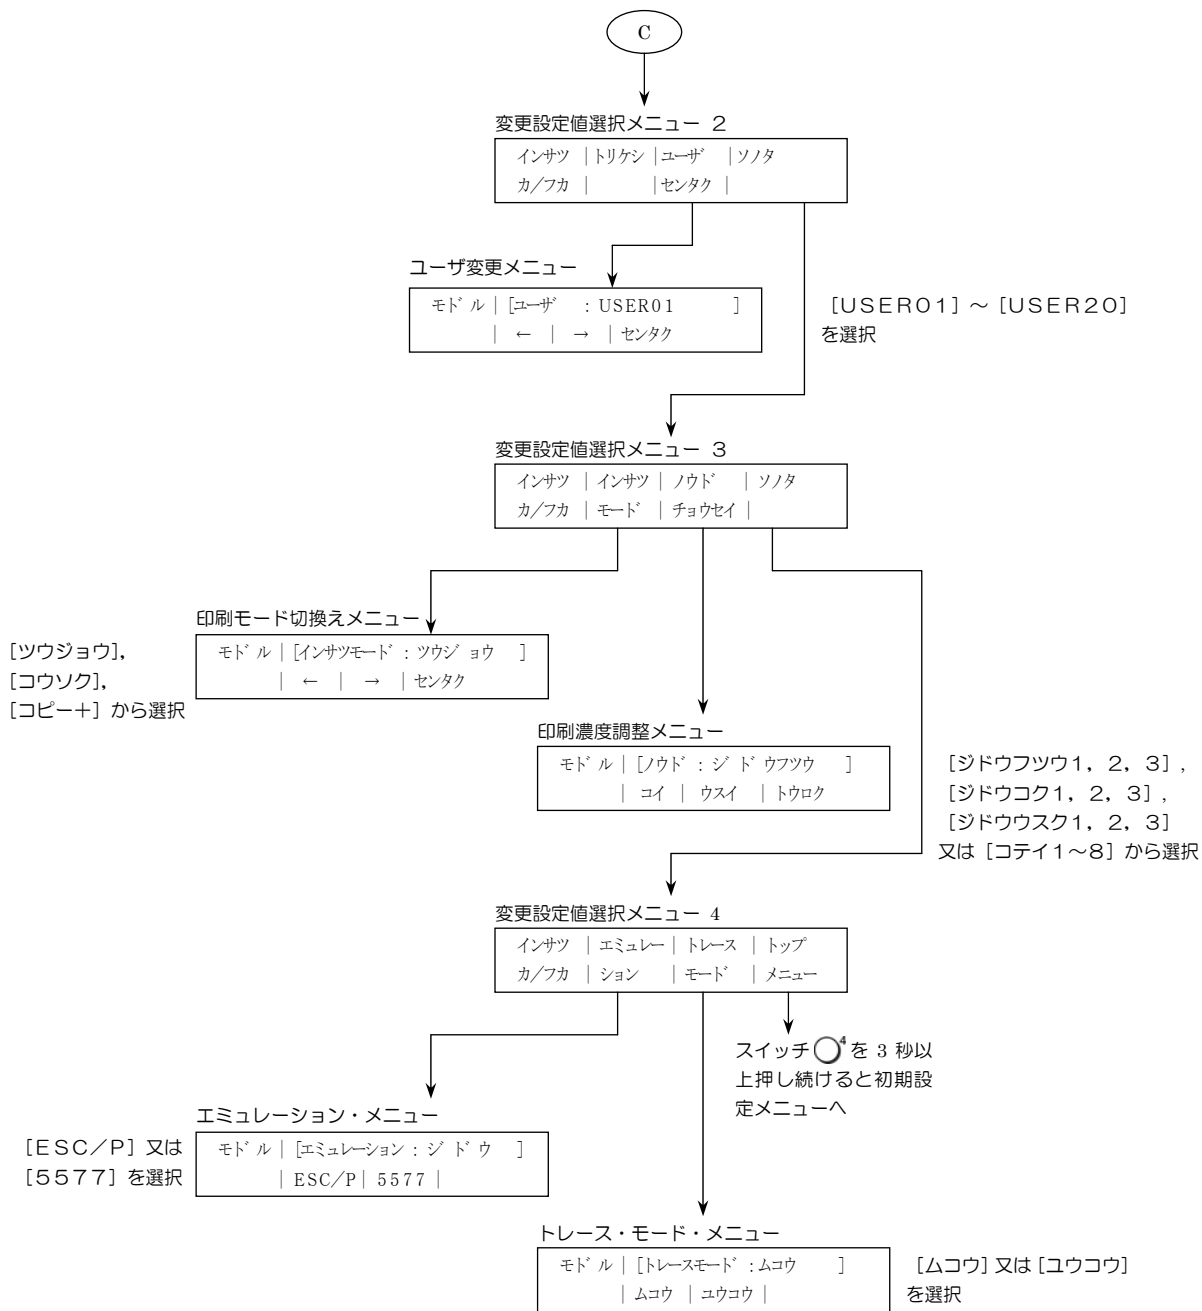 C
変更設定値選択メニュー 2
インサツ |トリケシ |ユーザ |ソノタ
カ/フカ | |センタク |
ユーザ変更メニュー
モドル | [ユーザ : USER01 ]
| ← | → | センタク
[USER01] ~ [USER20]
を選択
変更設定値選択メニュー 3
インサツ | インサツ | ノウド | ソノタ
カ/フカ | モード | チョウセイ |
印刷モード切換えメニュー
モドル | [インサツモード : ツウジョウ ]
| ← | → | センタク
[ツウジョウ],
[コウソク],
[コピー+] から選択
印刷濃度調整メニュー
モドル | [ノウド : ジドウフツウ ]
| コイ | ウスイ | トウロク
[ジドウフツウ1, 2, 3] ,
[ジドウコク1, 2, 3] ,
[ジドウウスク1, 2, 3]
又は [コテイ1~8] から選択
変更設定値選択メニュー 4
インサツ | エミュレー | トレース | トップ
カ/フカ | ション | モード | メニュー
スイッチ◯4を 3 秒以
上押し続けると初期設
定メニューへ
エミュレーション・メニュー
モドル | [エミュレーション : ジドウ ]
| ESC/P | 5577 |
[ESC/P] 又は
[5577] を選択
トレース・モード・メニュー
モドル | [トレースモード : ムコウ ]
| ムコウ | ユウコウ |
[ムコウ] 又は [ユウコウ]
を選択